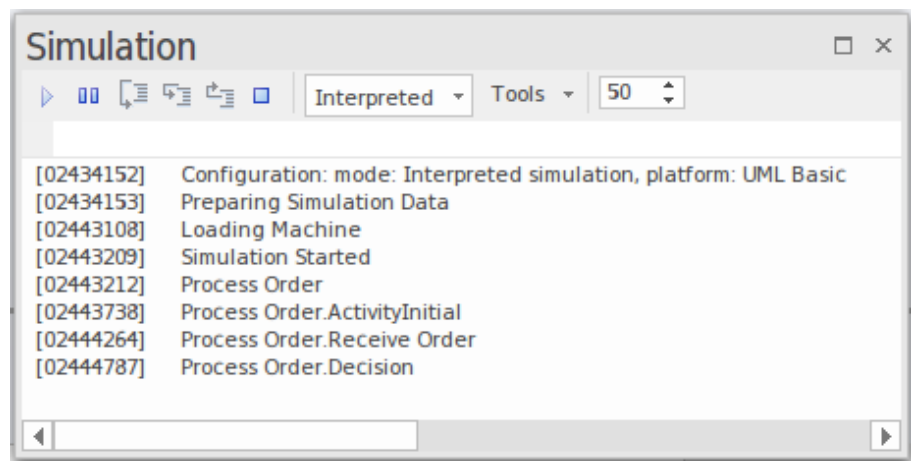 Simulation
Interpreted Tools 50
[02434152] Configuration: mode: Interpreted simulation, platform: UML Basic
[02434153] Preparing Simulation Data
[02443108] Loading Machine
[02443209] Simulation Started
[02443212] Process Order
[02443738] Process Order.ActivityInitial
[02444264] Process Order.Receive Order
[02444787] Process Order.Decision